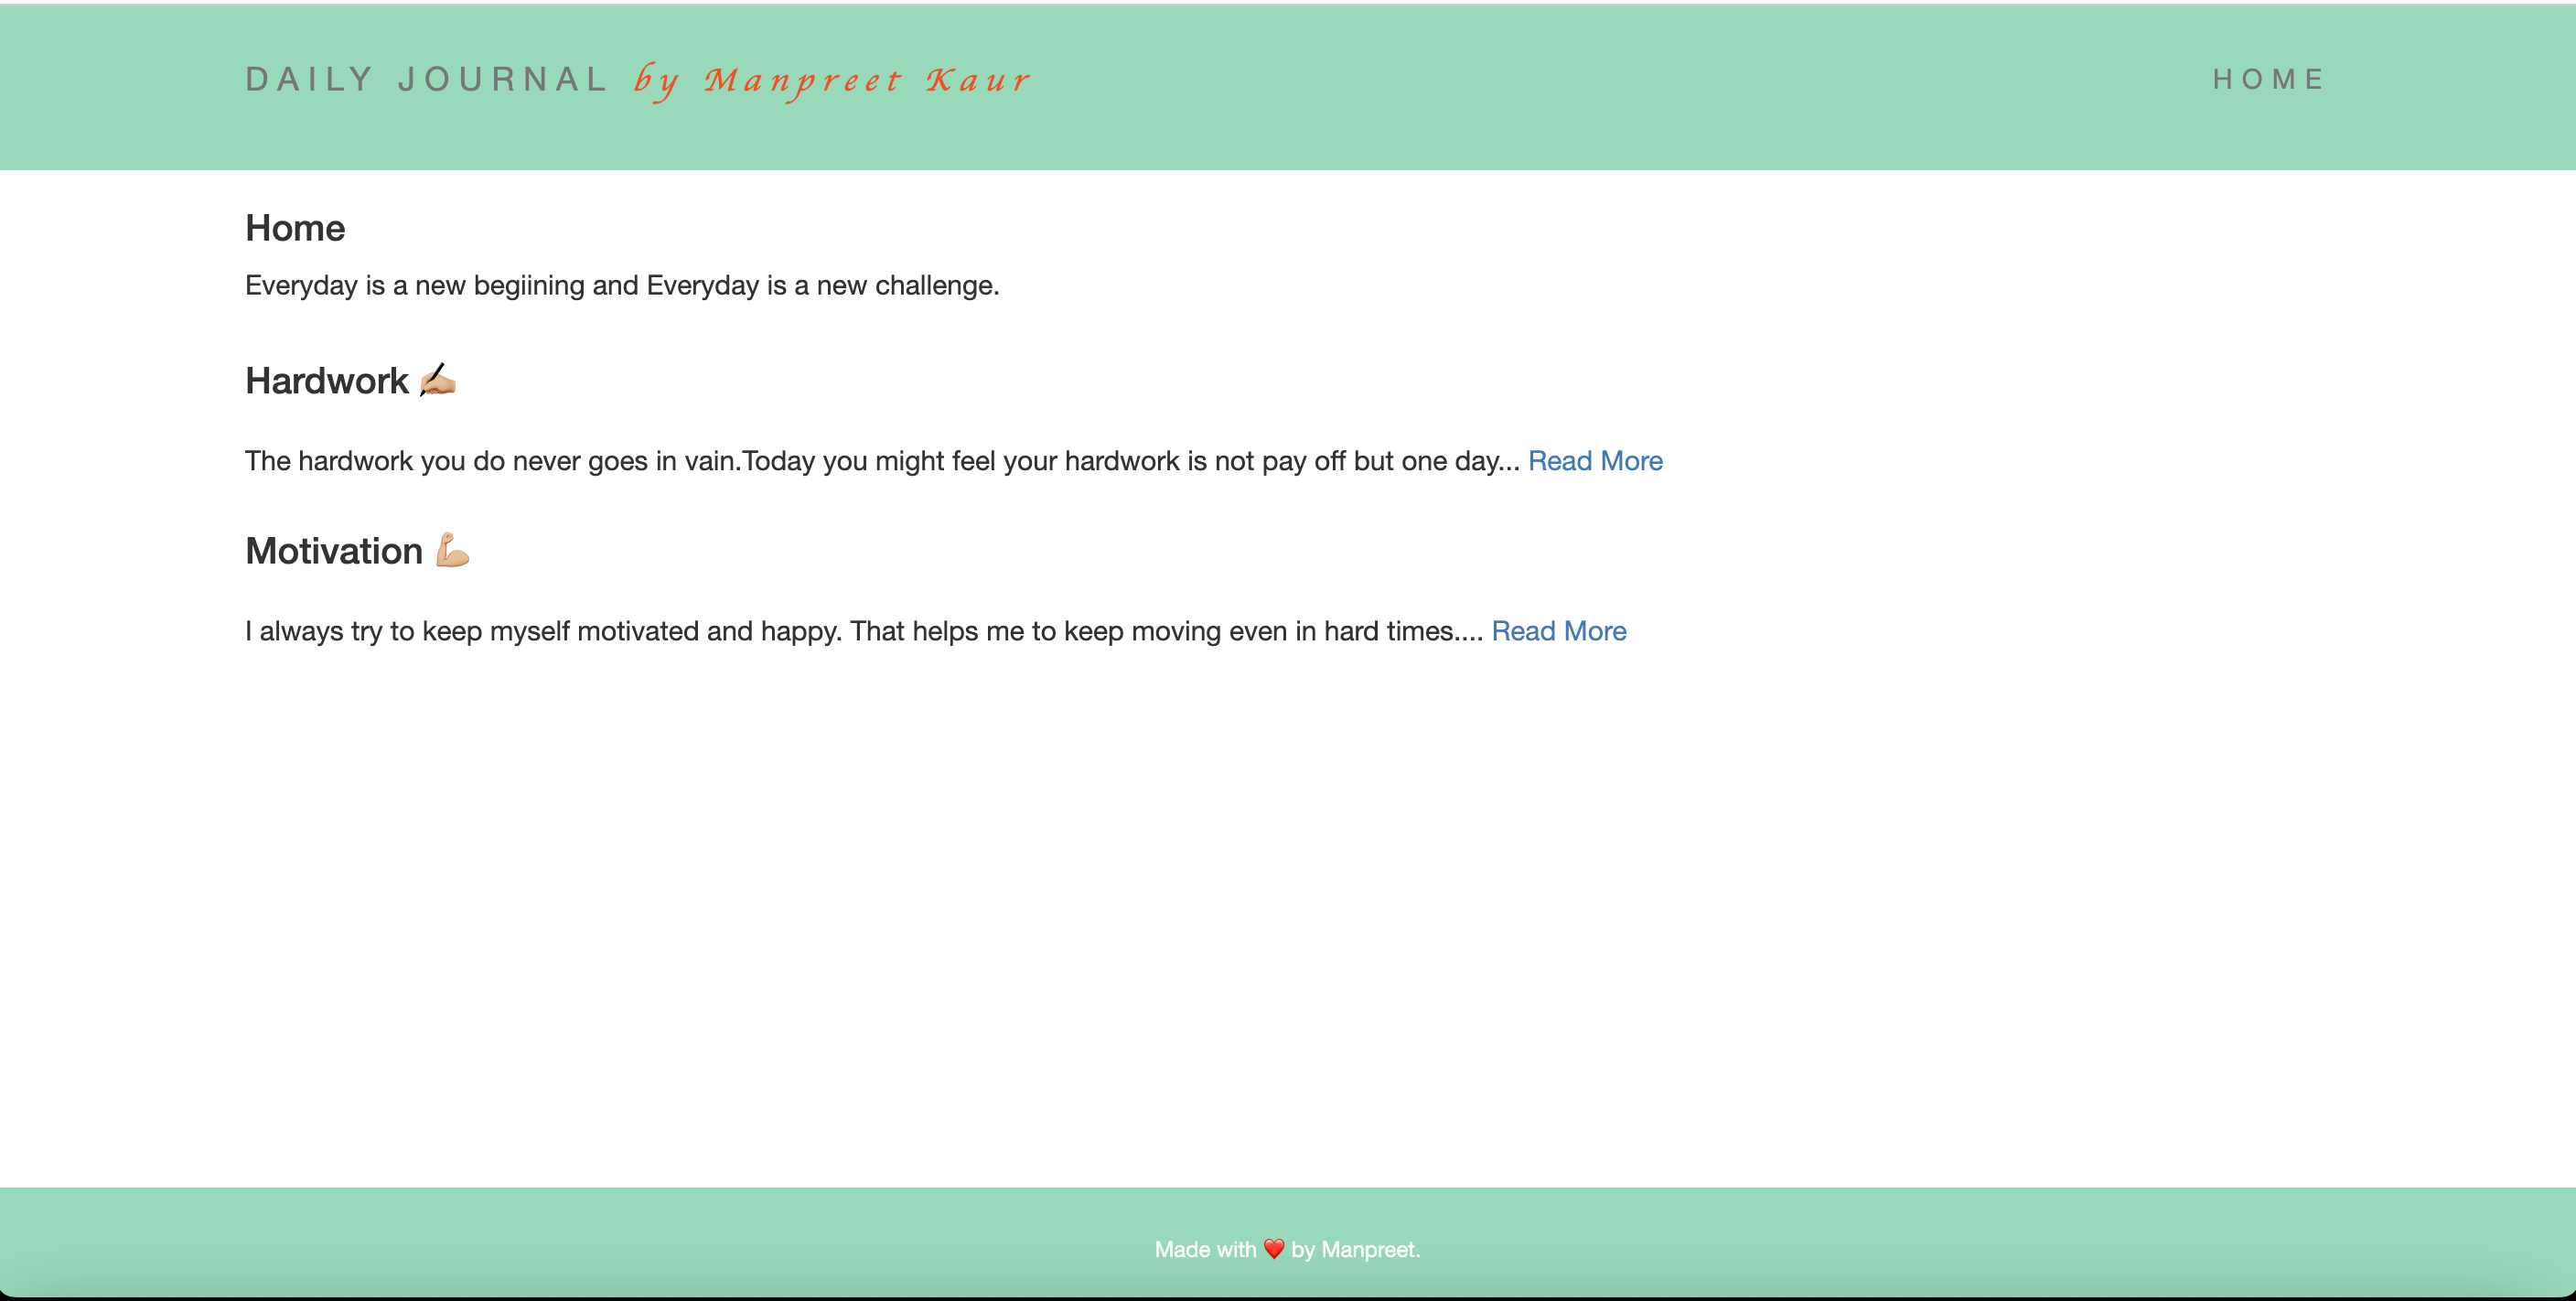 DAILY JOURNAL by Manpreet Kaur
HOME
Home
Everyday is a new begiining and Everyday is a new challenge.
Hardwork ✍🏼
The hardwork you do never goes in vain.Today you might feel your hardwork is not pay off but one day... Read More
Motivation 💪🏼
I always try to keep myself motivated and happy. That helps me to keep moving even in hard times.... Read More
Made with ❤️ by Manpreet.